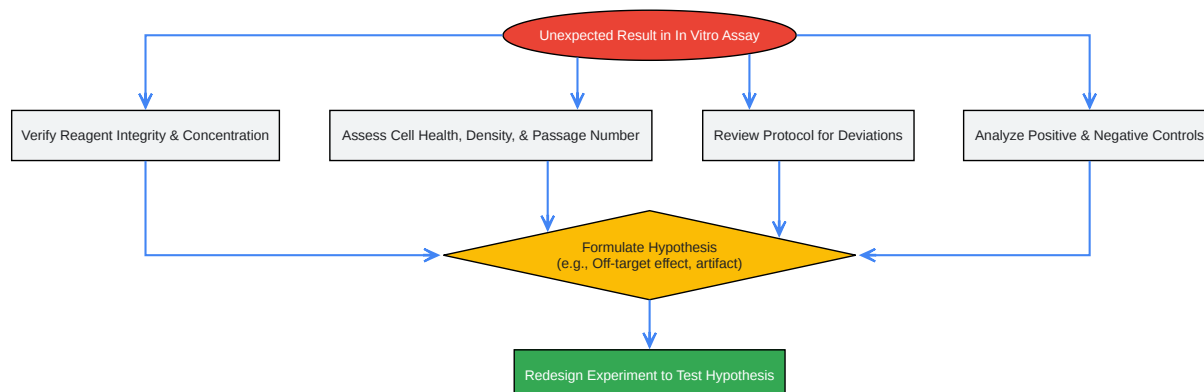 Unexpected Result in In Vitro Assay
Verify Reagent Integrity & Concentration
Assess Cell Health, Density, & Passage Number
Review Protocol for Deviations
Analyze Positive & Negative Controls
Formulate Hypothesis
(e.g., Off-target effect, artifact)
Redesign Experiment to Test Hypothesis